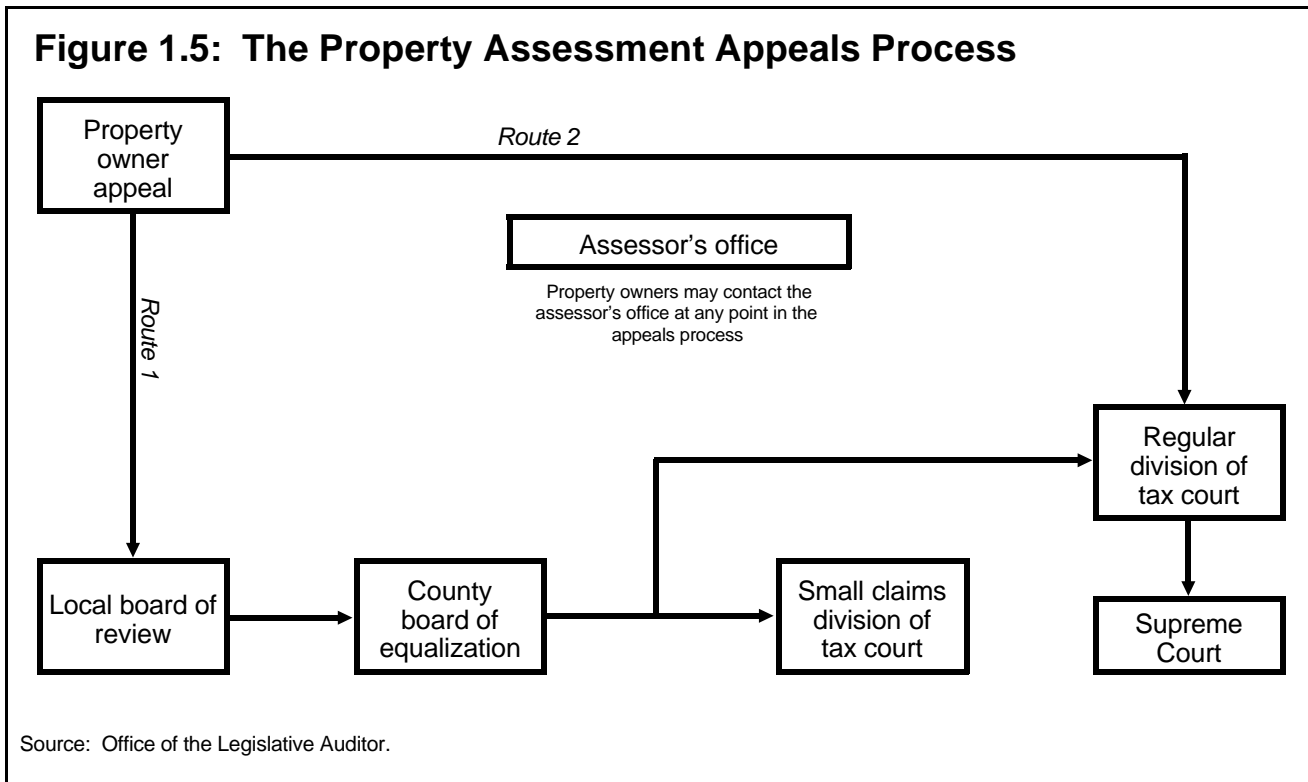 Figure 1.5: The Property Assessment Appeals Process
Property
owner
appeal
Route 2
Assessor’s office
Property owners may contact the
assessor’s office at any point in the
appeals process
Route 1
Regular
division of
tax court
Local board of
review
County
board of
equalization
Small claims
division of
tax court
Supreme
Court
Source: Office of the Legislative Auditor.